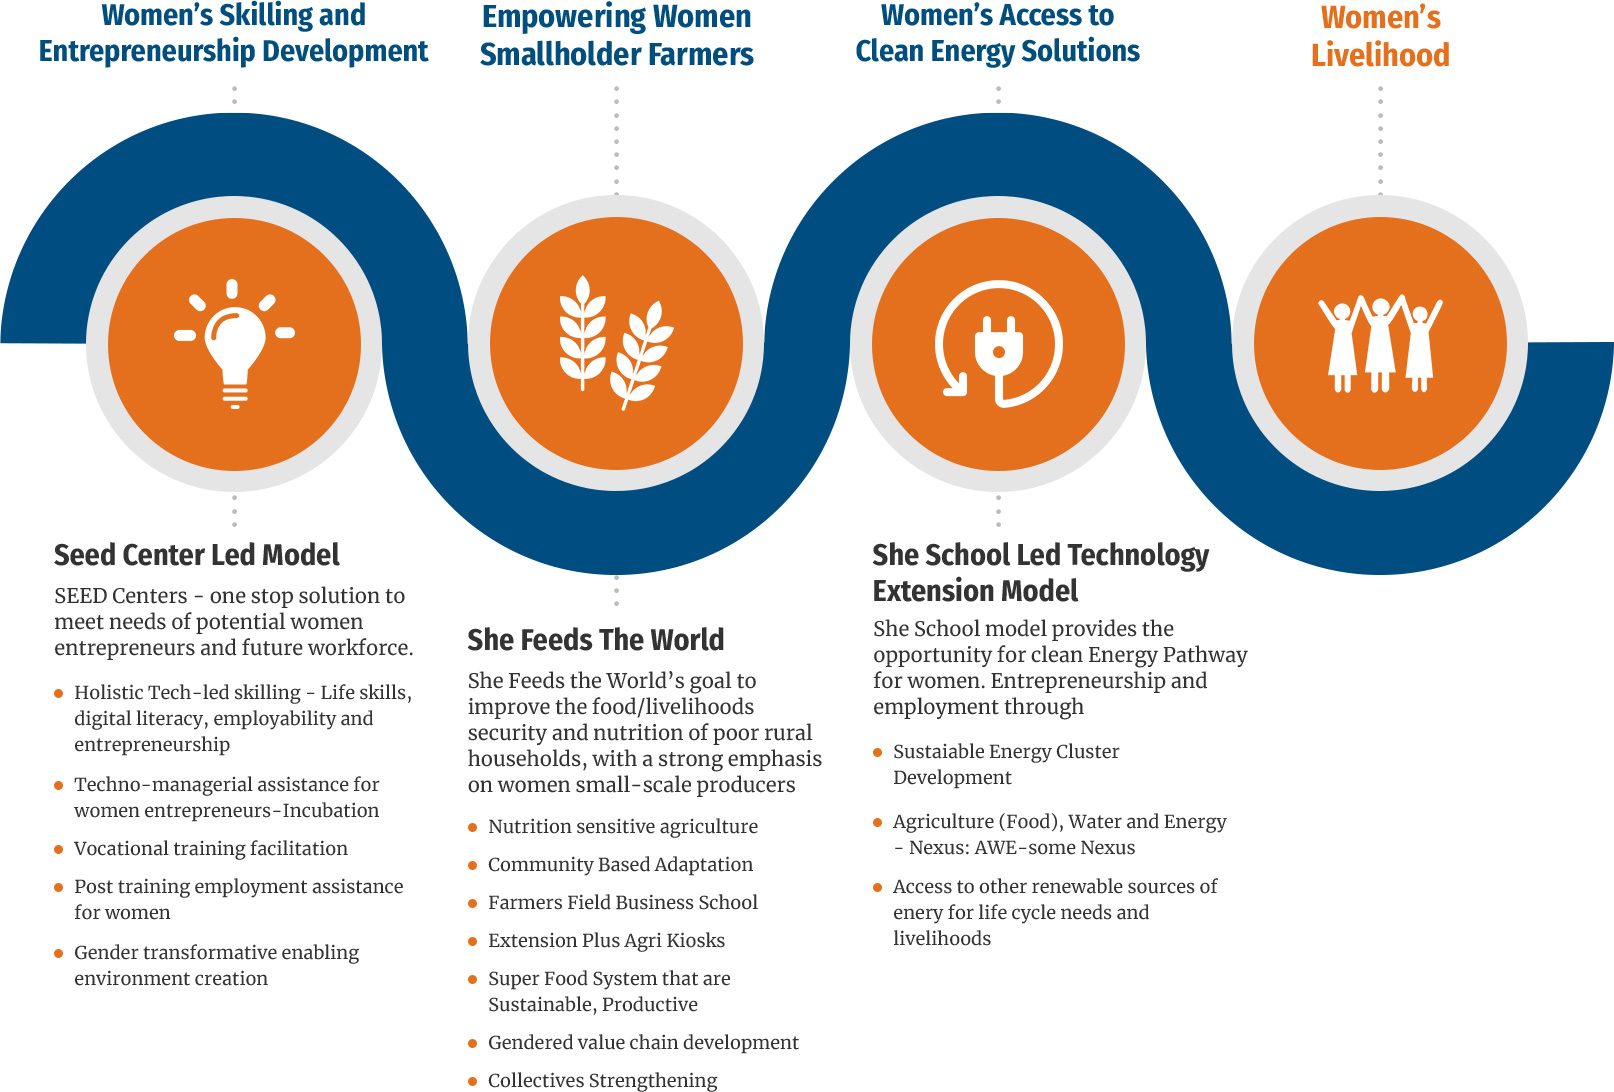 Women’s Skilling and
Entrepreneurship Development
Empowering Women
Smallholder Farmers
Women’s Access to
Clean Energy Solutions
Women’s
Livelihood
Seed Center Led Model
SEED Centers - one stop solution to
meet needs of potential women
entrepreneurs and future workforce.
Holistic Tech-led skilling - Life skills,
digital literacy, employability and
entrepreneurship
Techno-managerial assistance for
women entrepreneurs-Incubation
Vocational training facilitation
Post training employment assistance
for women
Gender transformative enabling
environment creation
She Feeds The World
She Feeds the World’s goal to
improve the food/livelihoods
security and nutrition of poor rural
households, with a strong emphasis
on women small-scale producers
Nutrition sensitive agriculture
Community Based Adaptation
Farmers Field Business School
Extension Plus Agri Kiosks
Super Food System that are
Sustainable, Productive
Gendered value chain development
Collectives Strengthening
She School Led Technology
Extension Model
She School model provides the
opportunity for clean Energy Pathway
for women. Entrepreneurship and
employment through
Sustaiable Energy Cluster
Development
Agriculture (Food), Water and Energy
- Nexus: AWE-some Nexus
Access to other renewable sources of
enery for life cycle needs and
livelihoods